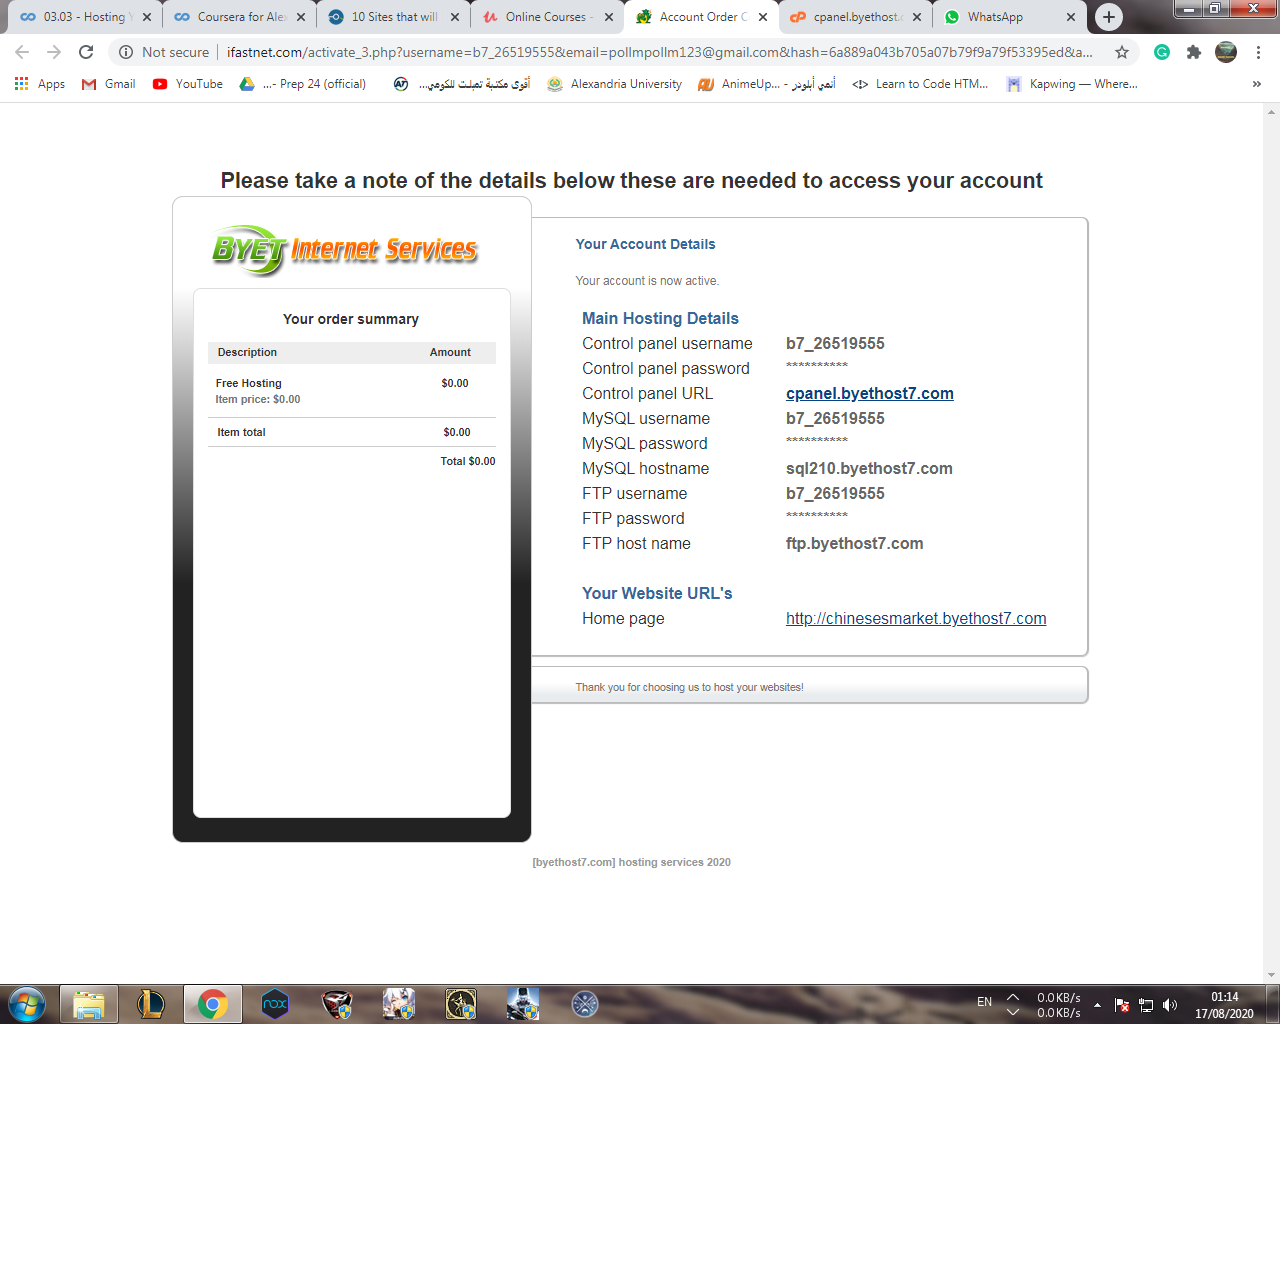 03.03 - Hosting Y
Coursera for Ale
10 Sites that will
Online Courses -
Account Order C
cpanel.byethost.c
WhatsApp
Not secure
ifastnet.com/activate_3.php?username=b7_26519555&email=pollmpollm123@gmail.com&hash=6a889a043b705a07b79f9a79f53395ed&a...
Apps
Gmail
YouTube
...- Prep 24 (official)
أقوى مكتبة تمبلت للكومي...
Alexandria University
AnimeUp... - أنمي أبلودز
Learn to Code HTM...
Kapwing — Where...
»
Please take a note of the details below these are needed to access your account
BYET Internet Services
Your order summary
Description Amount
Free Hosting $0.00
Item price: $0.00
Item total $0.00
Total $0.00
Your Account Details
Your account is now active.
Main Hosting Details
Control panel username b7_26519555
Control panel password **********
Control panel URL cpanel.byethost7.com
MySQL username b7_26519555
MySQL password **********
MySQL hostname sql210.byethost7.com
FTP username b7_26519555
FTP password **********
FTP host name ftp.byethost7.com
Your Website URL's
Home page http://chinesesmarket.byethost7.com
Thank you for choosing us to host your websites!
[byethost7.com] hosting services 2020
nox
EN
0.0 KB/s
0.0 KB/s
01:14
17/08/2020